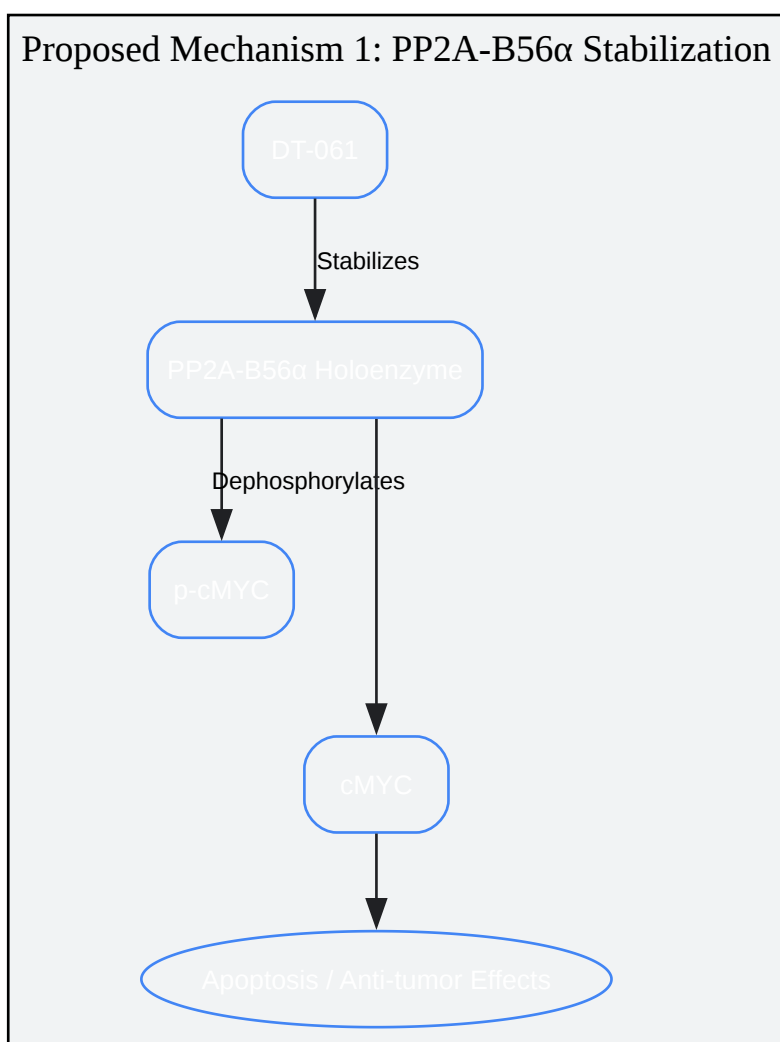 Proposed Mechanism 1: PP2A-B56α Stabilization
DT-061
Stabilizes
PP2A-B56α Holoenzyme
Dephosphorylates
p-cMYC
cMYC
Apoptosis / Anti-tumor Effects